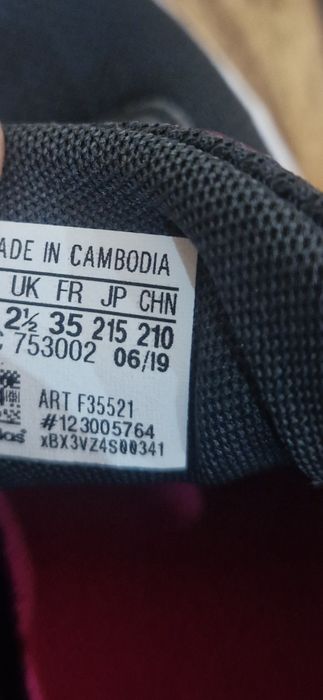 ADE IN CAMBODIA
UK FR JP CHN
2½ 35 215 210
753002 06/19
ART F35521
#123005764
xBX3VZ4S00341